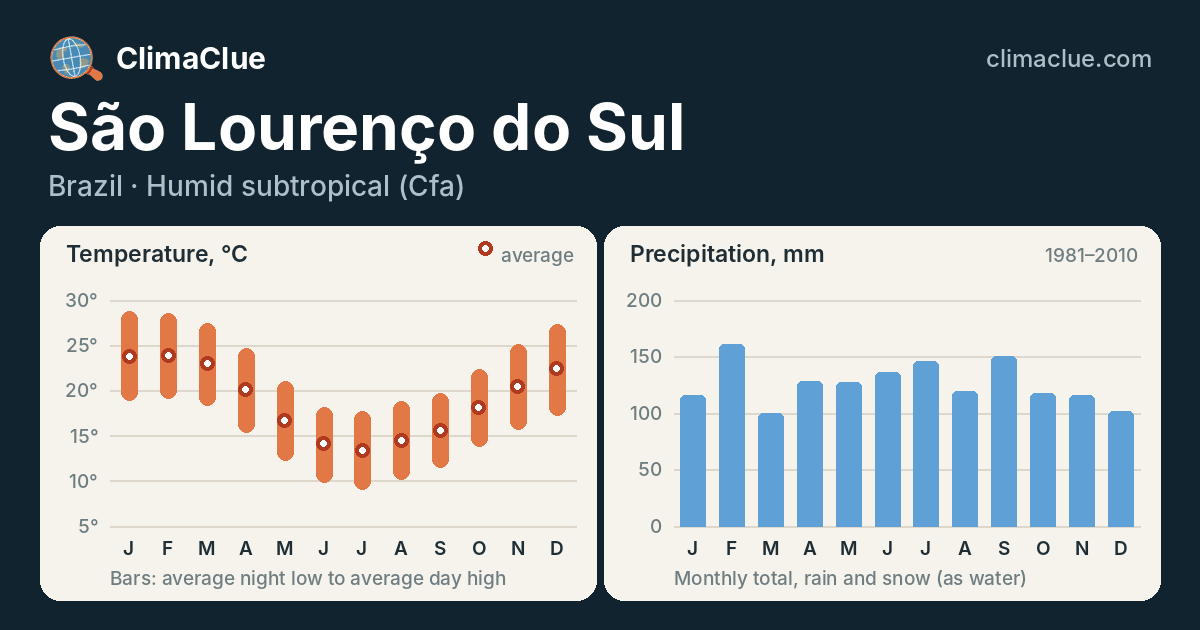 ClimaClue
climaclue.com
São Lourenço do Sul
Brazil · Humid subtropical (Cfa)
Temperature, °C
average
30°
25°
20°
15°
10°
5°
J F M A M J J A S O N D
Bars: average night low to average day high
Precipitation, mm
1981–2010
200
150
100
50
0
J F M A M J J A S O N D
Monthly total, rain and snow (as water)